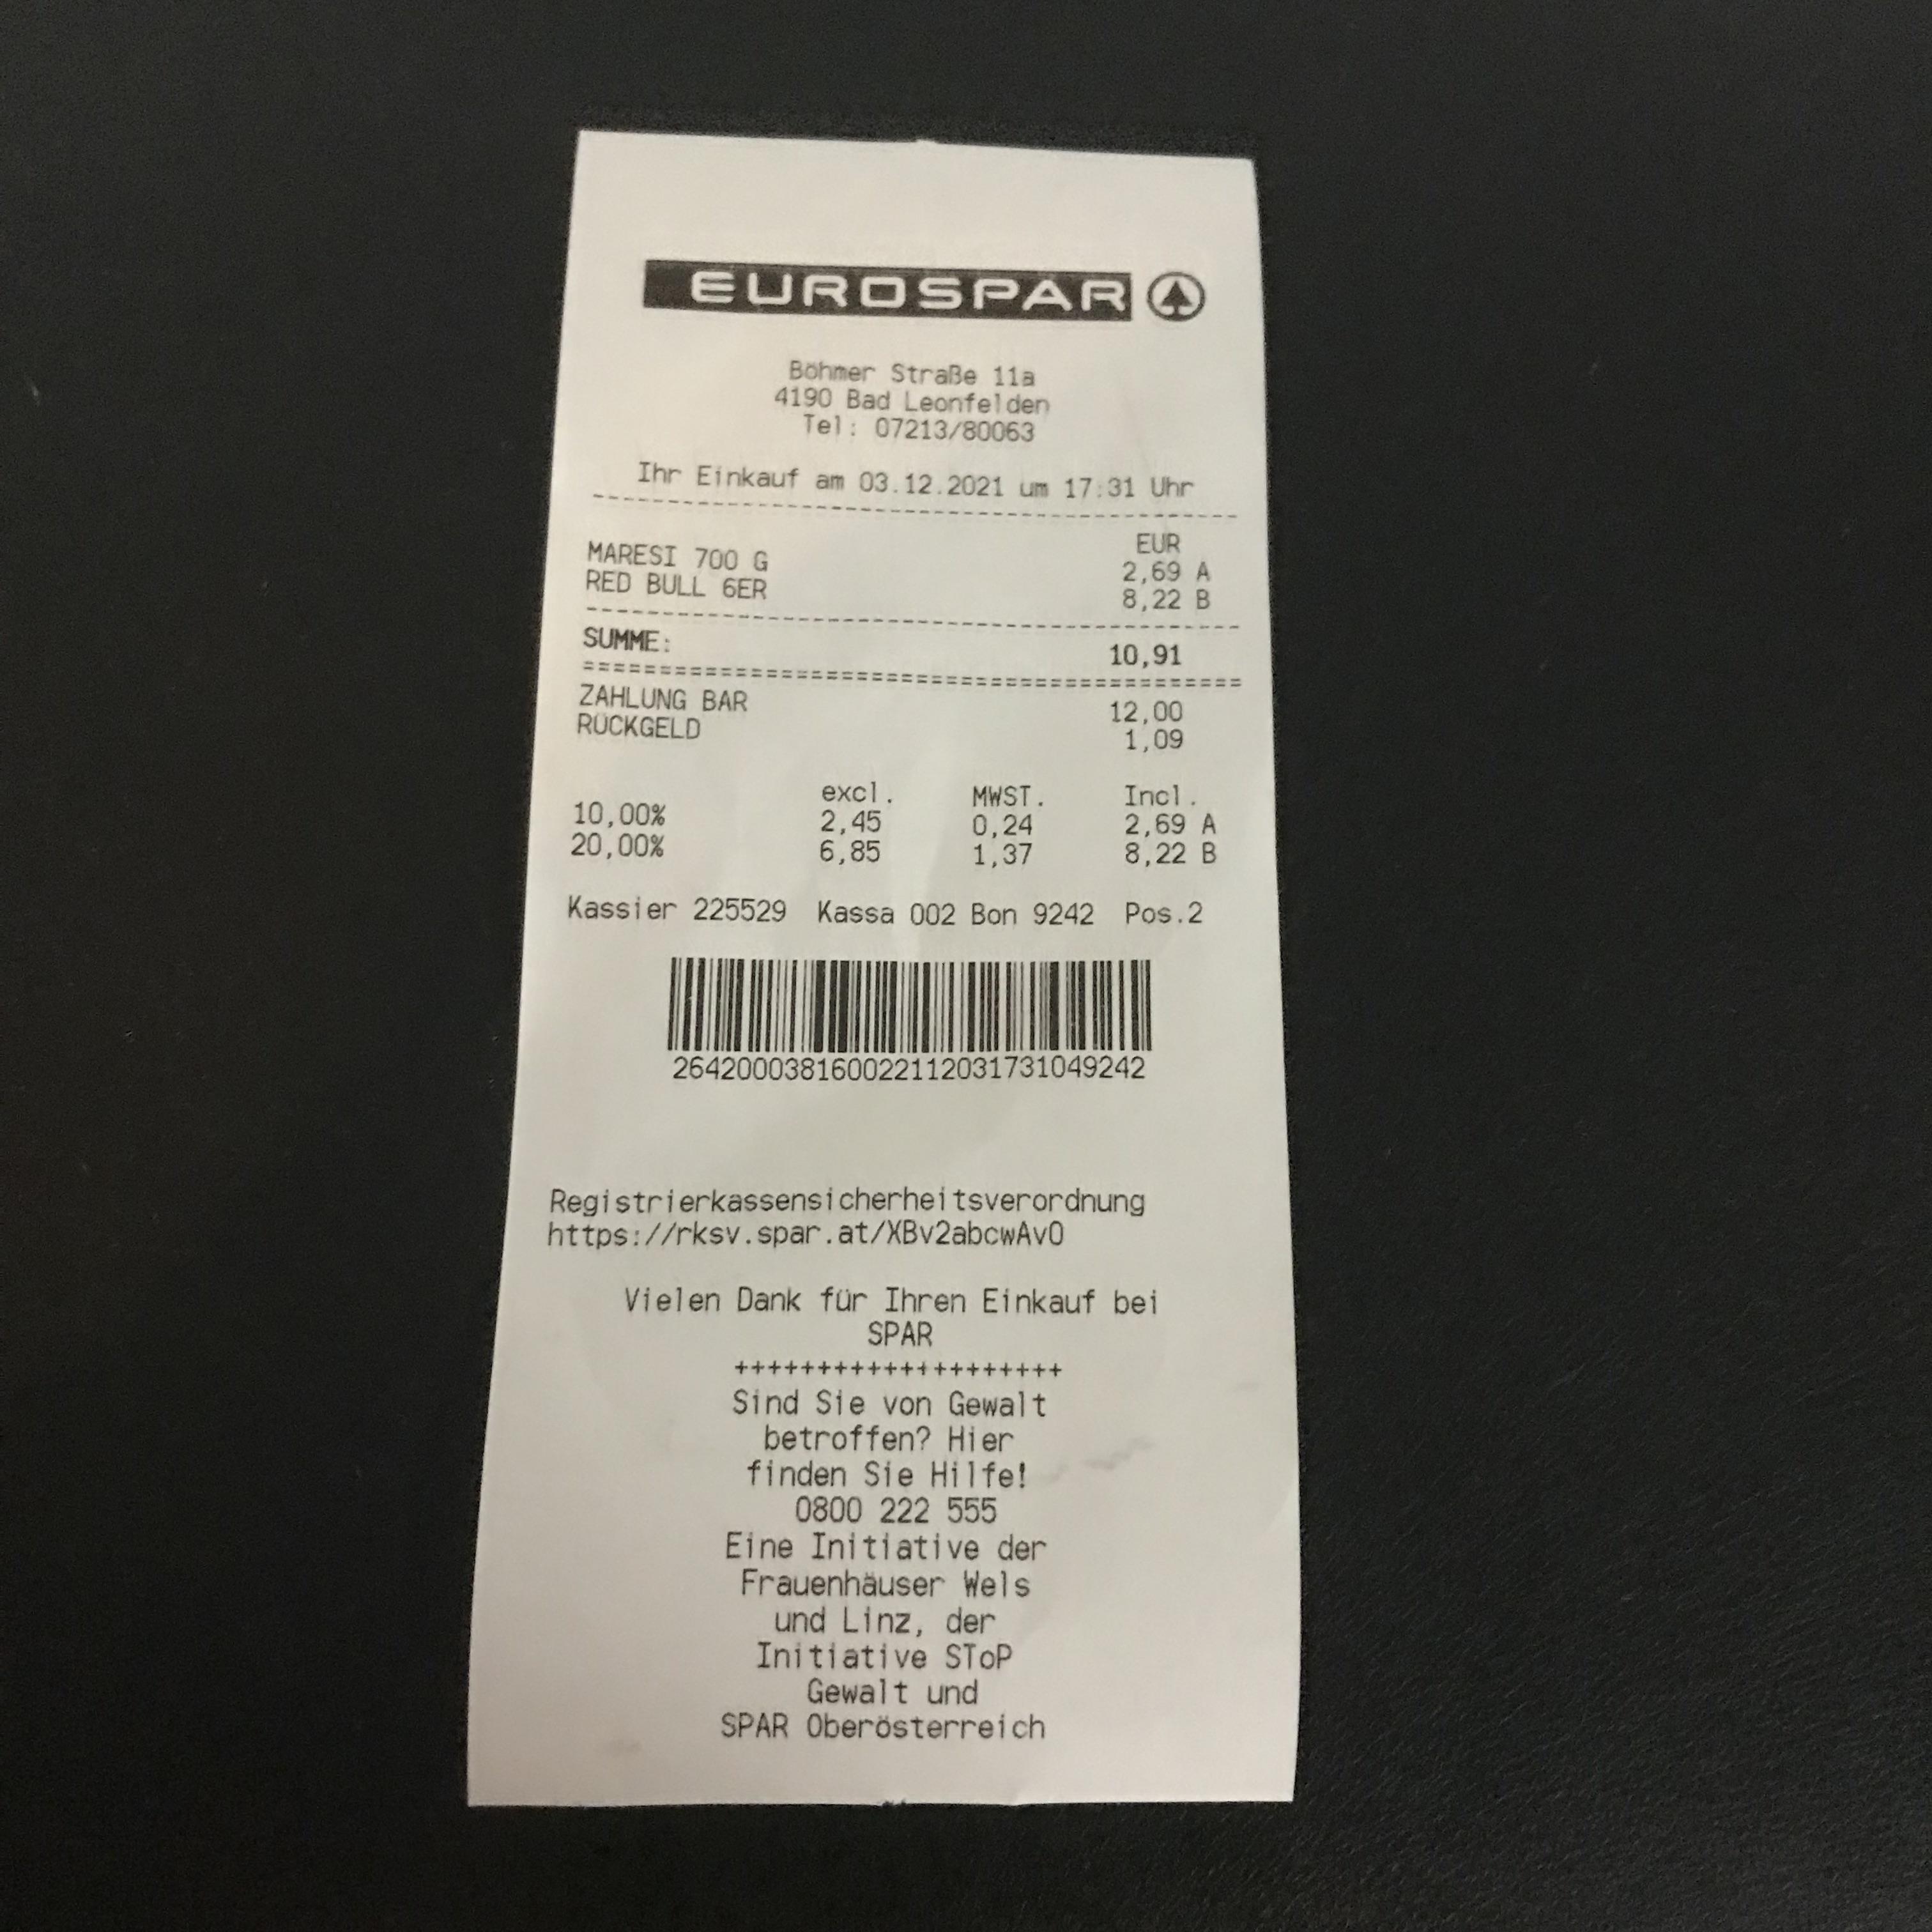 EUROSPAR
Böhmer Straße 11a
4190 Bad Leonfelden
Tel: 07213/80063
Ihr Einkauf am 03.12.2021 um 17:31 Uhr
EUR
MARESI 700 G 2,69 A
RED BULL 6ER 8,22 B
SUMME: 10,91
ZAHLUNG BAR 12,00
RÜCKGELD 1,09
excl. MWST. Incl.
10,00% 2,45 0,24 2,69 A
20,00% 6,85 1,37 8,22 B
Kassier 225529 Kassa 002 Bon 9242 Pos.2
26420003816002211203173104​9242
Registrierkassensicherheitsverordnung
https://rksv.spar.at/XBv2abcwAvO
Vielen Dank für Ihren Einkauf bei
SPAR
++++++++++++++++++++
Sind Sie von Gewalt
betroffen? Hier
finden Sie Hilfe!
0800 222 555
Eine Initiative der
Frauenhäuser Wels
und Linz, der
Initiative SToP
Gewalt und
SPAR Oberösterreich